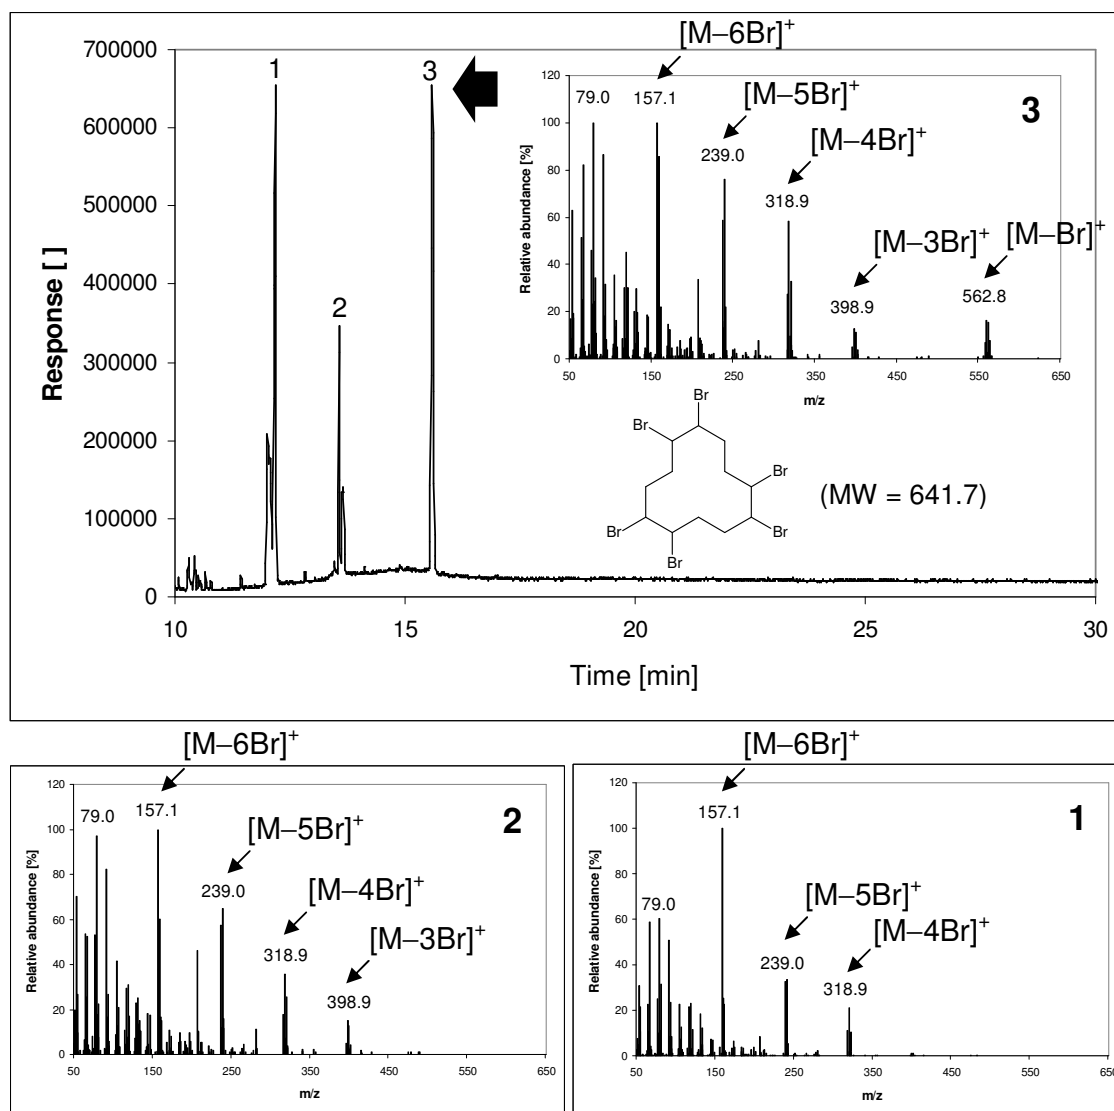 [M–6Br]+
700000
600000
500000
400000
300000
200000
100000
0
Response [ ]
10
15
20
25
30
Time [min]
1
2
3
3
120
100
80
60
40
20
0
Relative abundance [%]
79.0
157.1
[M–5Br]+
239.0
[M–4Br]+
318.9
[M–3Br]+
398.9
[M–Br]+
562.8
50
150
250
350
450
550
650
m/z
Br
Br
Br
Br
Br
Br
(MW = 641.7)
[M–6Br]+
120
100
80
60
40
20
0
Relative abundance [%]
79.0
157.1
2
[M–5Br]+
239.0
[M–4Br]+
318.9
[M–3Br]+
398.9
50
150
250
350
450
550
650
m/z
[M–6Br]+
120
100
80
60
40
20
0
Relative abundance [%]
157.1
1
79.0
[M–5Br]+
239.0
[M–4Br]+
318.9
50
150
250
350
450
550
650
m/z